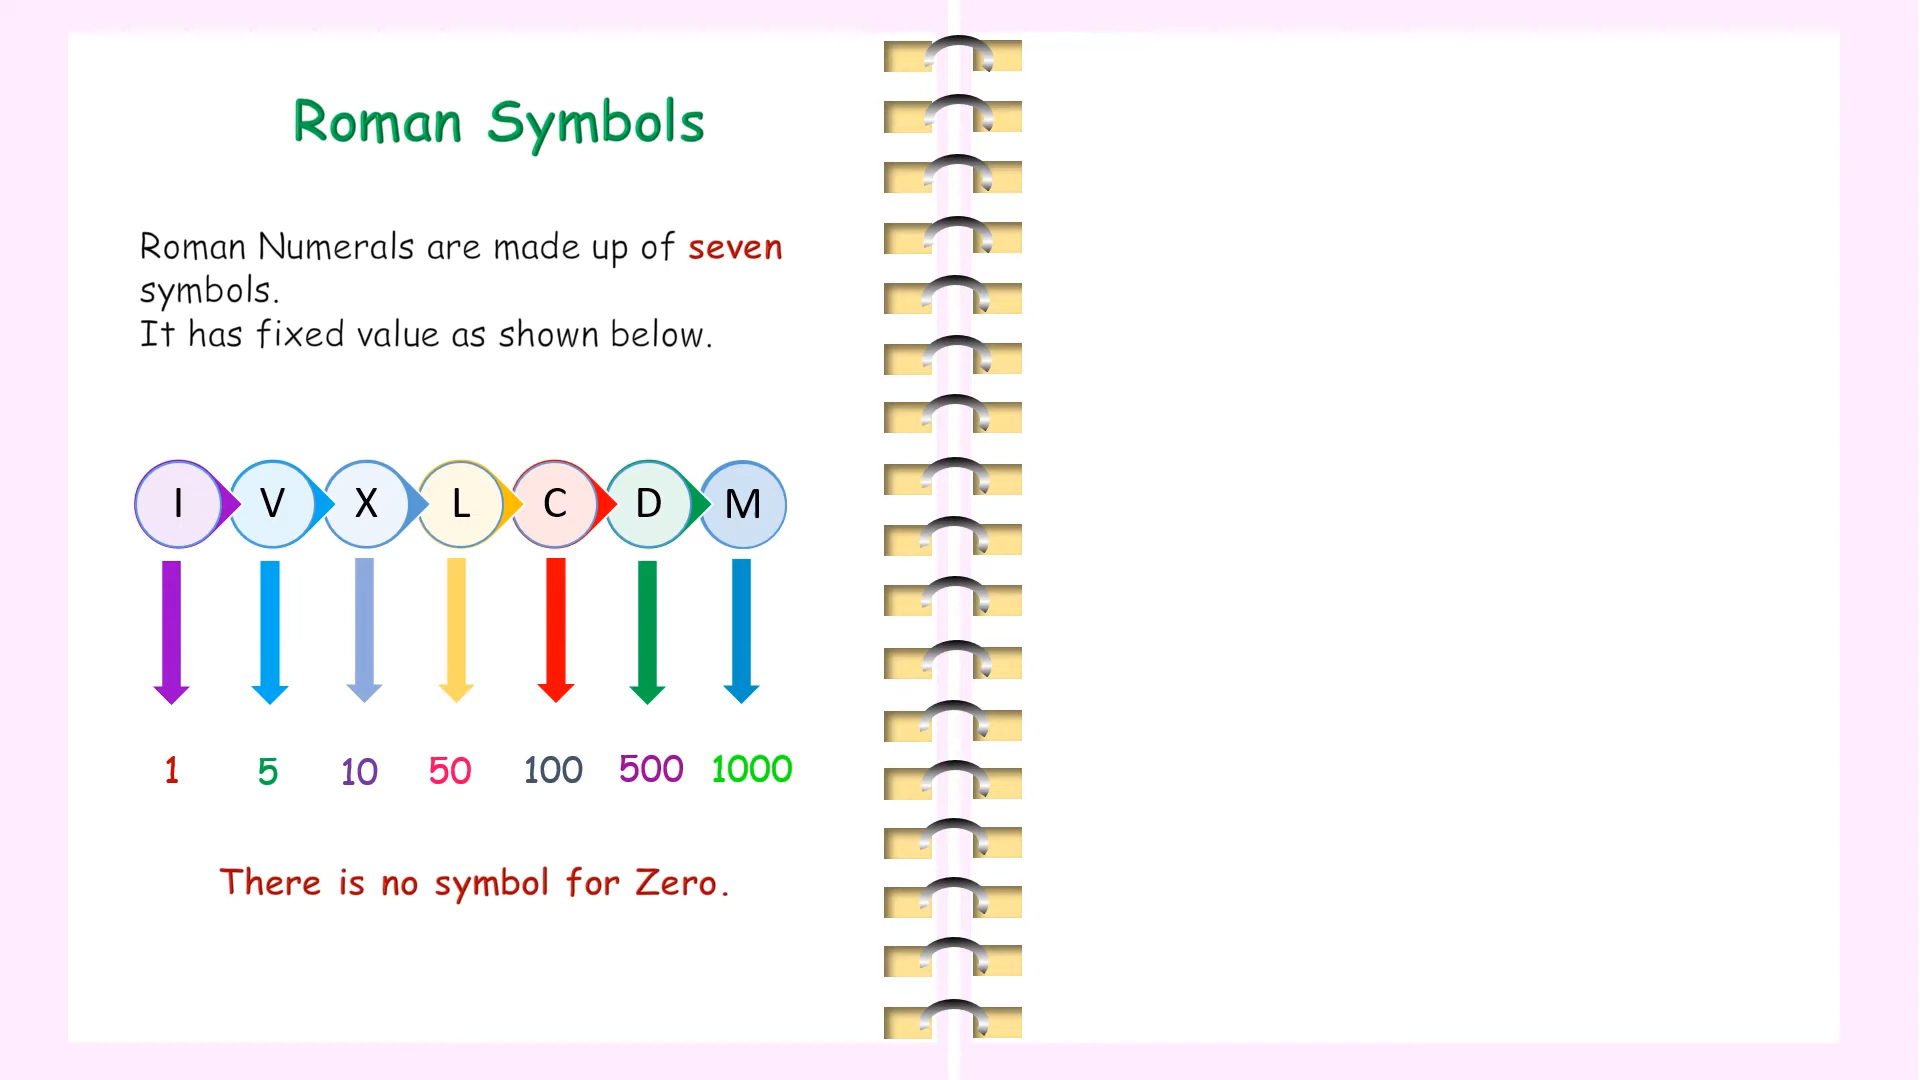 Roman Symbols
Roman Numerals are made up of seven
symbols.
It has fixed value as shown below.
I V X L C D M
1 5 10 50 100 500 1000
There is no symbol for Zero.